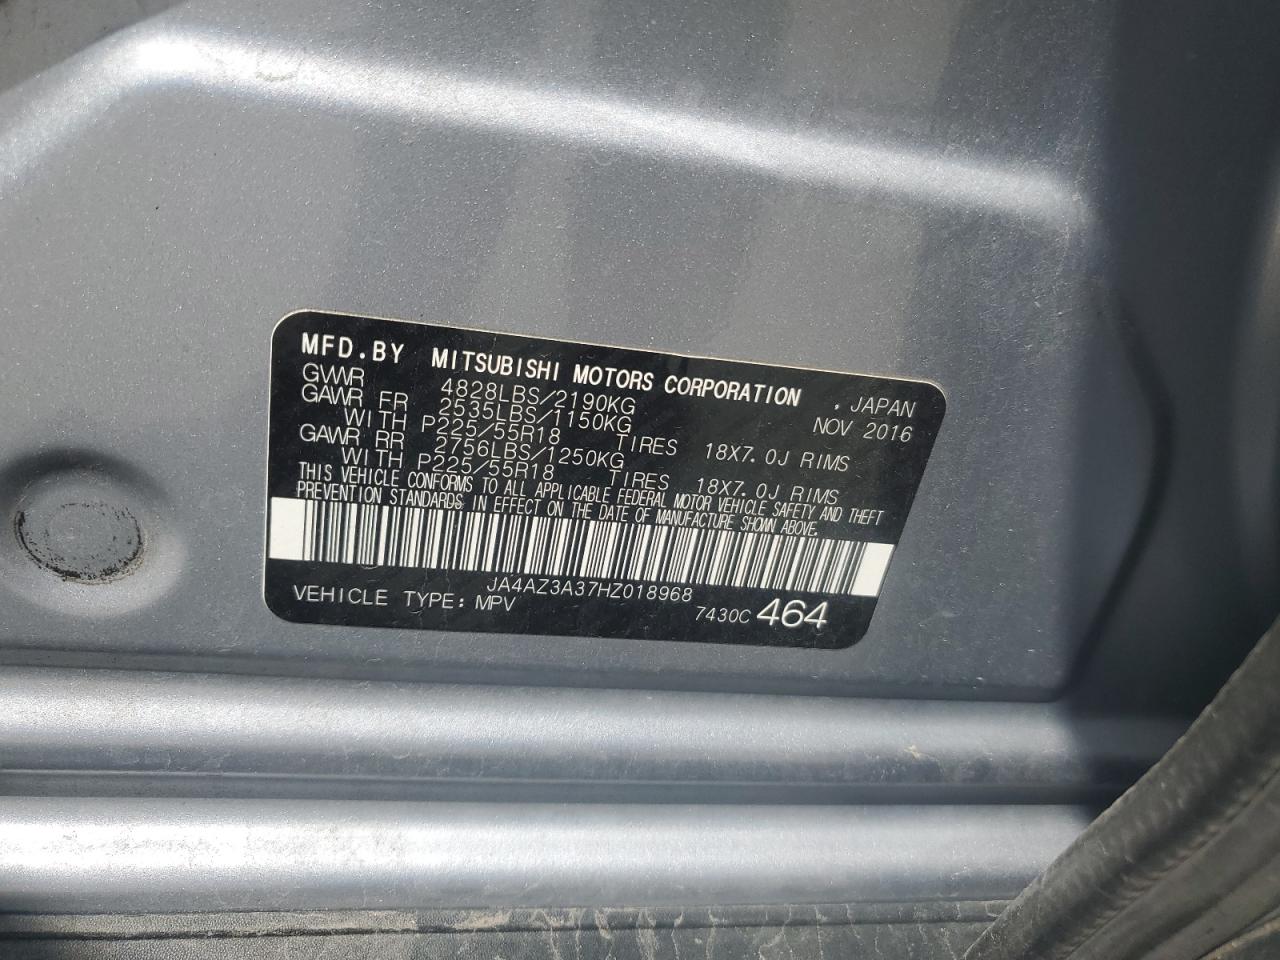 MFD.BY MITSUBISHI MOTORS CORPORATION , JAPAN
GVWR 4828LBS/2190KG NOV 2016
GAWR FR 2535LBS/1150KG
WITH P225/55R18 TIRES 18X7.0J RIMS
GAWR RR 2756LBS/1250KG
WITH P225/55R18 TIRES 18X7.0J RIMS
THIS VEHICLE CONFORMS TO ALL APPLICABLE FEDERAL MOTOR VEHICLE SAFETY AND THEFT
PREVENTION STANDARDS IN EFFECT ON THE DATE OF MANUFACTURE SHOWN ABOVE.
JA4AZ3A37HZ018968
VEHICLE TYPE: MPV 7430C 464